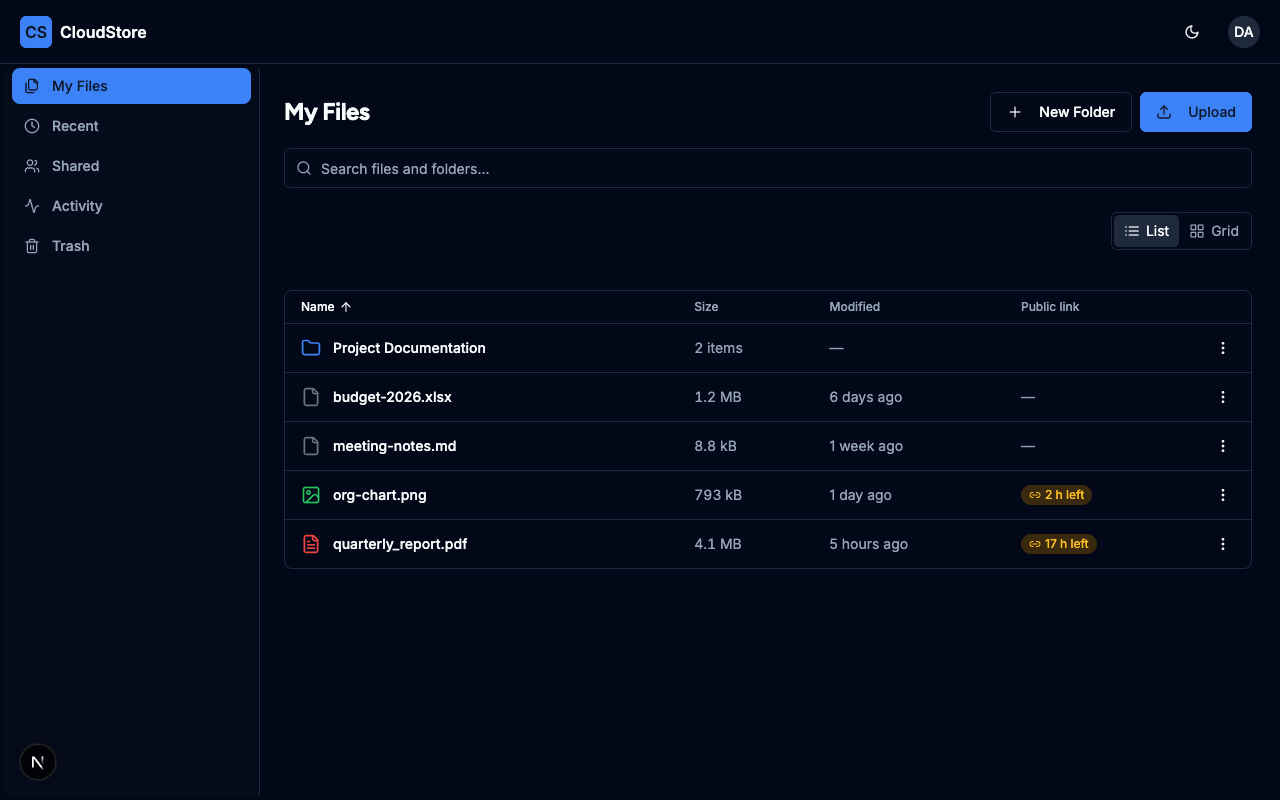 CS CloudStore
DA
My Files
Recent
Shared
Activity
Trash
My Files
New Folder
Upload
Search files and folders...
List
Grid
Name Size Modified Public link
Project Documentation 2 items —
budget-2026.xlsx 1.2 MB 6 days ago —
meeting-notes.md 8.8 kB 1 week ago —
org-chart.png 793 kB 1 day ago 2 h left
quarterly_report.pdf 4.1 MB 5 hours ago 17 h left
N